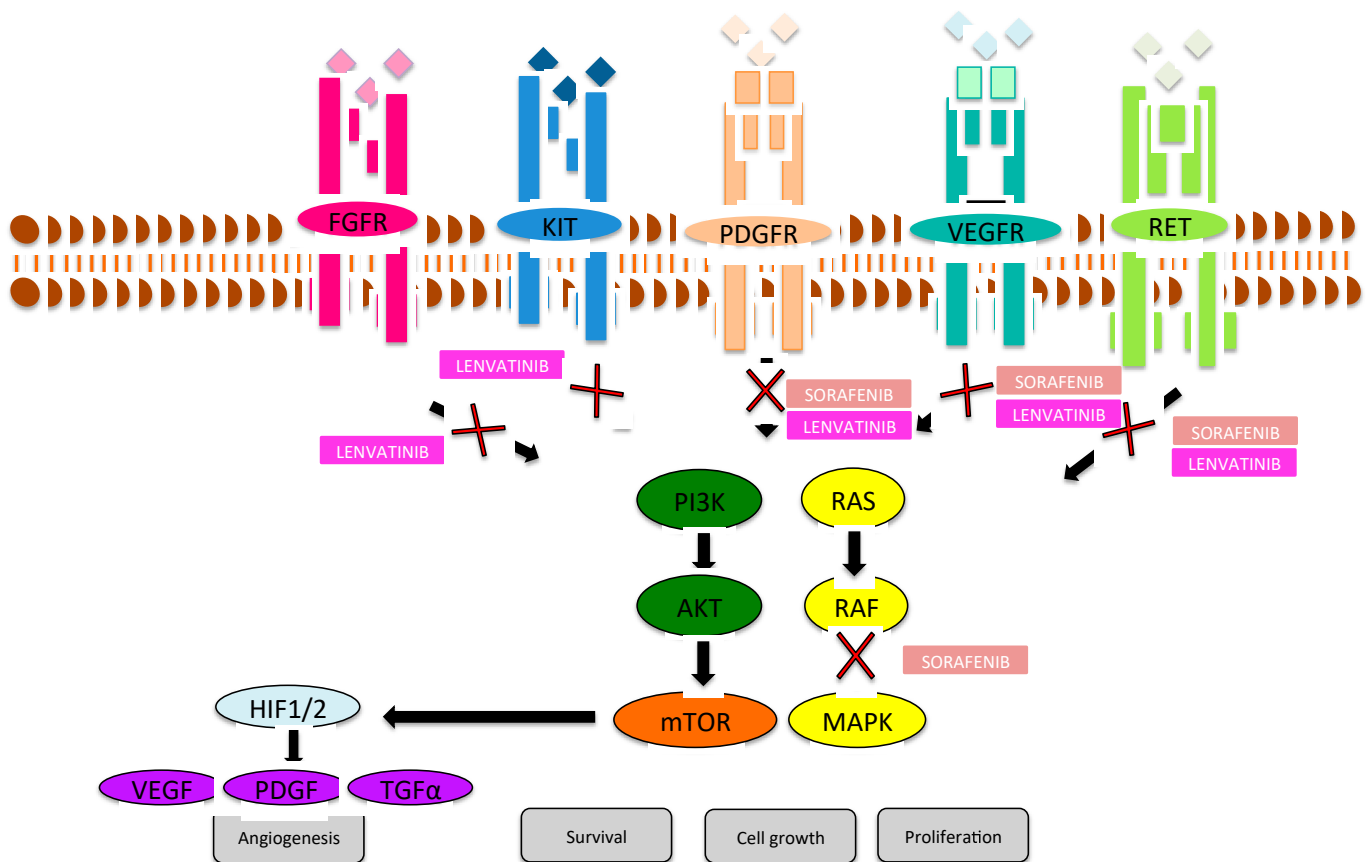 FGFR
KIT
PDGFR
VEGFR
RET
LENVATINIB
LENVATINIB
SORAFENIB
LENVATINIB
SORAFENIB
LENVATINIB
SORAFENIB
LENVATINIB
PI3K
RAS
AKT
RAF
SORAFENIB
HIF1/2
mTOR
MAPK
VEGF
PDGF
TGFα
Angiogenesis
Survival
Cell growth
Proliferation